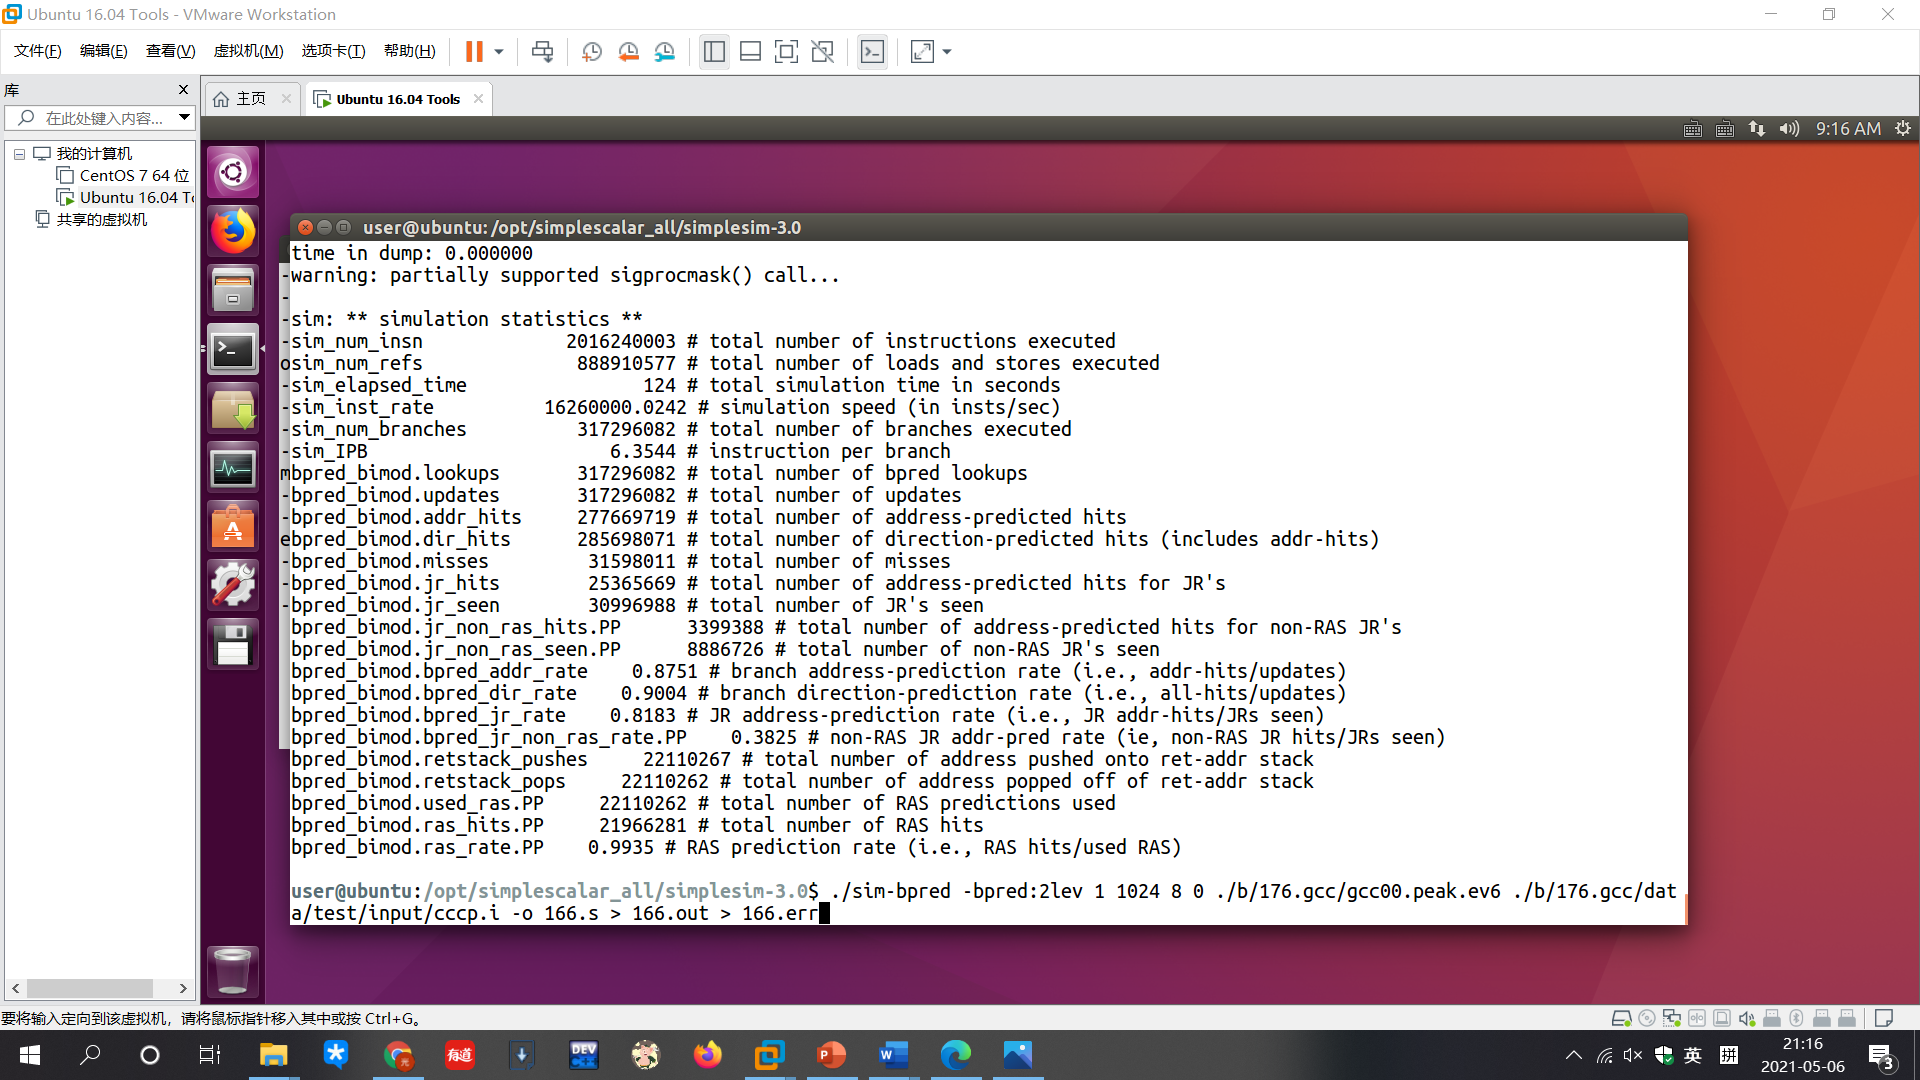 Ubuntu 16.04 Tools - VMware Workstation
文件(F) 编辑(E) 查看(V) 虚拟机(M) 选项卡(T) 帮助(H)
库
在此处键入内容...
我的计算机
CentOS 7 64 位
Ubuntu 16.04 To
共享的虚拟机
主页
Ubuntu 16.04 Tools
9:16 AM
user@ubuntu: /opt/simplescalar_all/simplesim-3.0
time in dump: 0.000000
warning: partially supported sigprocmask() call...
sim: ** simulation statistics **
sim_num_insn 2016240003 # total number of instructions executed
sim_num_refs 888910577 # total number of loads and stores executed
sim_elapsed_time 124 # total simulation time in seconds
sim_inst_rate 16260000.0242 # simulation speed (in insts/sec)
sim_num_branches 317296082 # total number of branches executed
sim_IPB 6.3544 # instruction per branch
bpred_bimod.lookups 317296082 # total number of bpred lookups
bpred_bimod.updates 317296082 # total number of updates
bpred_bimod.addr_hits 277669719 # total number of address-predicted hits
bpred_bimod.dir_hits 285698071 # total number of direction-predicted hits (includes addr-hits)
bpred_bimod.misses 31598011 # total number of misses
bpred_bimod.jr_hits 25365669 # total number of address-predicted hits for JR's
bpred_bimod.jr_seen 30996988 # total number of JR's seen
bpred_bimod.jr_non_ras_hits.PP 3399388 # total number of address-predicted hits for non-RAS JR's
bpred_bimod.jr_non_ras_seen.PP 8886726 # total number of non-RAS JR's seen
bpred_bimod.bpred_addr_rate 0.8751 # branch address-prediction rate (i.e., addr-hits/updates)
bpred_bimod.bpred_dir_rate 0.9004 # branch direction-prediction rate (i.e., all-hits/updates)
bpred_bimod.bpred_jr_rate 0.8183 # JR address-prediction rate (i.e., JR addr-hits/JRs seen)
bpred_bimod.bpred_jr_non_ras_rate.PP 0.3825 # non-RAS JR addr-pred rate (ie, non-RAS JR hits/JRs seen)
bpred_bimod.retstack_pushes 22110267 # total number of address pushed onto ret-addr stack
bpred_bimod.retstack_pops 22110262 # total number of address popped off of ret-addr stack
bpred_bimod.used_ras.PP 22110262 # total number of RAS predictions used
bpred_bimod.ras_hits.PP 21966281 # total number of RAS hits
bpred_bimod.ras_rate.PP 0.9935 # RAS prediction rate (i.e., RAS hits/used RAS)
user@ubuntu:/opt/simplescalar_all/simplesim-3.0$ ./sim-bpred -bpred:2lev 1 1024 8 0 ./b/176.gcc/gcc00.peak.ev6 ./b/176.gcc/dat
a/test/input/cccp.i -o 166.s > 166.out > 166.err
要将输入定向到该虚拟机，请将鼠标指针移入其中或按 Ctrl+G。
有道
DEV
C++
英
拼
21:16
2021-05-06
3